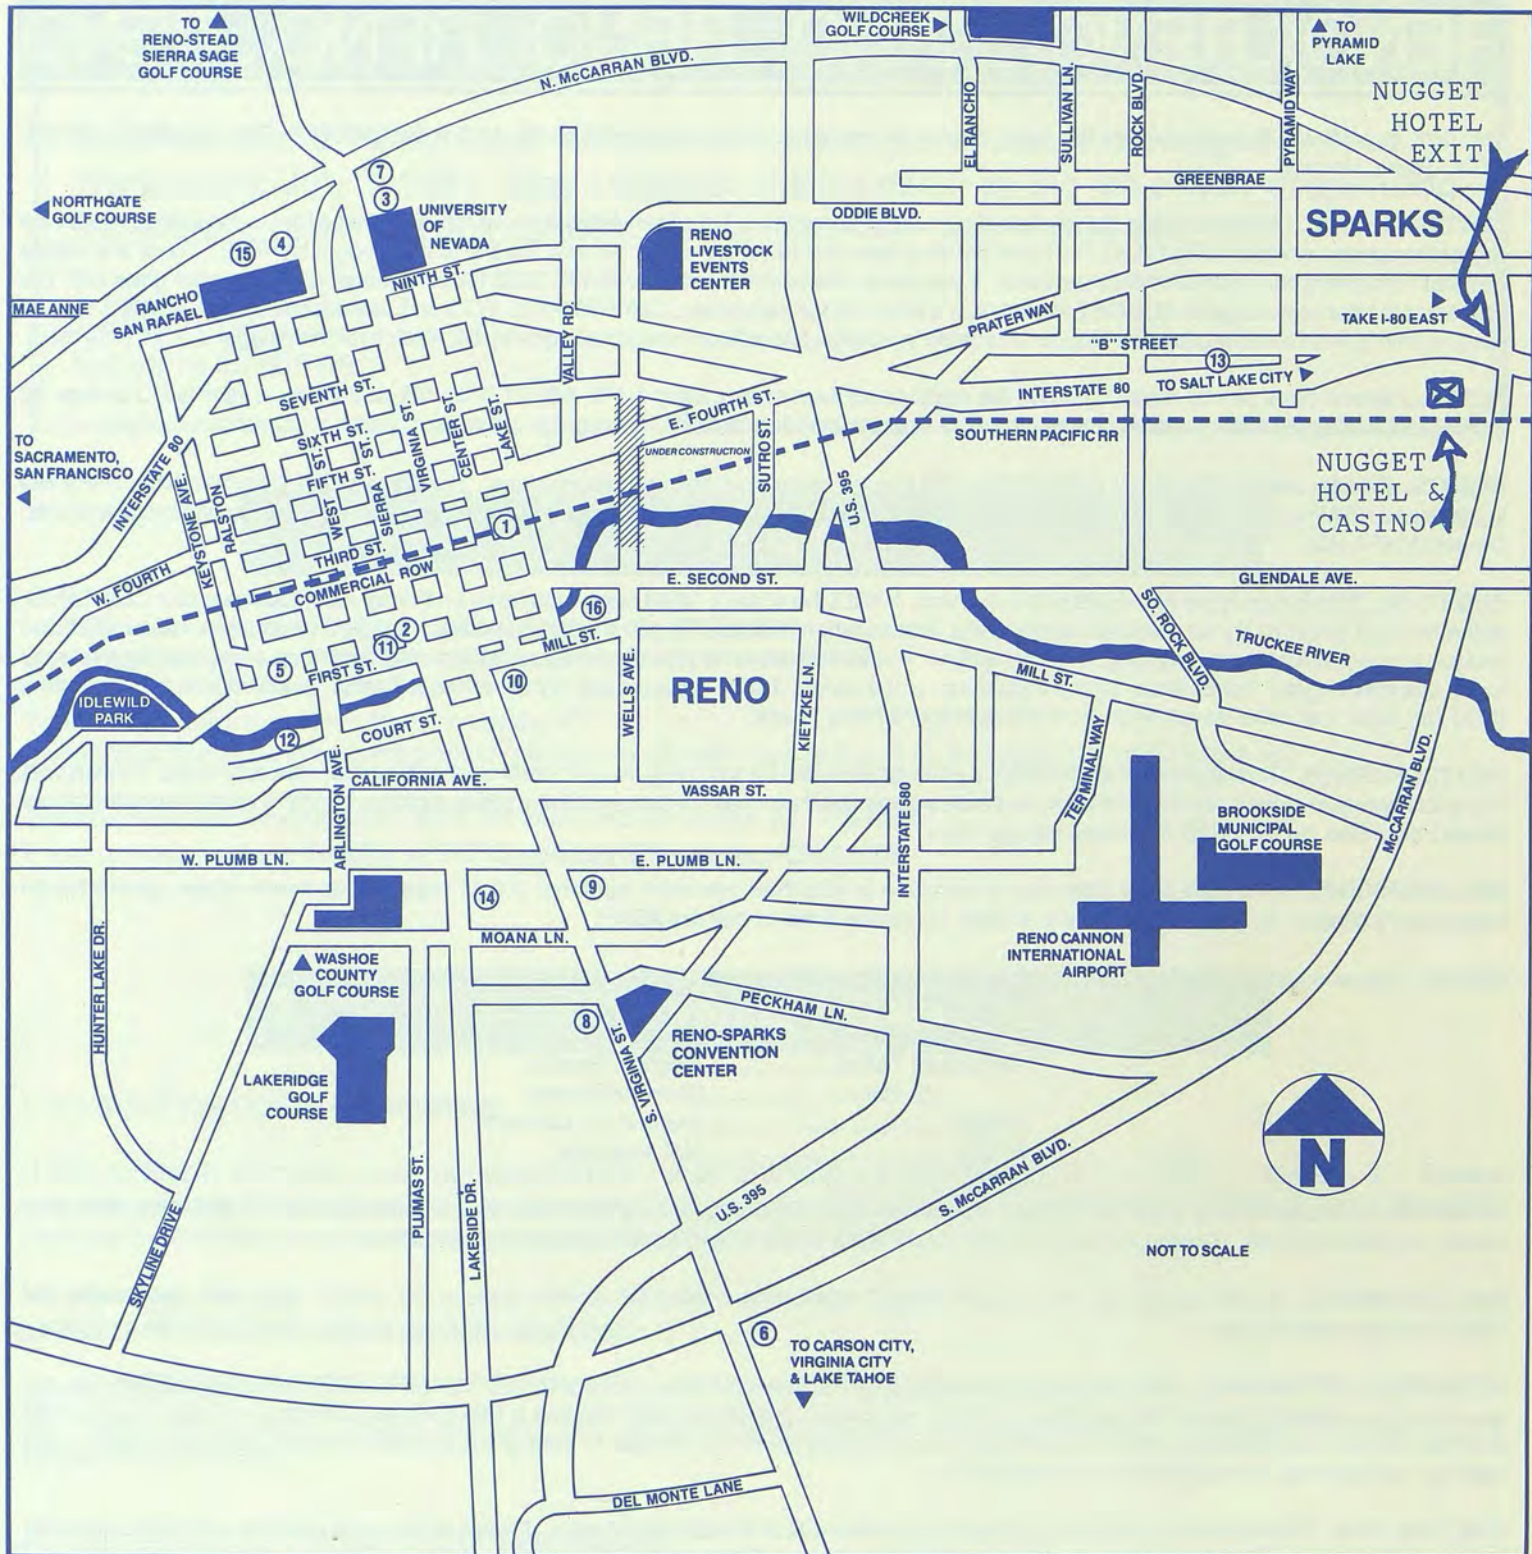 TO
RENO-STEAD
SIERRA SAGE
GOLF COURSE
N. McCARRAN BLVD.
WILDCREEK
GOLF COURSE
EL RANCHO
SULLIVAN LN.
ROCK BLVD.
PYRAMID WAY
TO
PYRAMID
LAKE
NUGGET
HOTEL
EXIT
GREENBRAE
SPARKS
NORTHGATE
GOLF COURSE
7
3
UNIVERSITY
OF
NEVADA
ODDIE BLVD.
15
4
RENO
LIVESTOCK
EVENTS
CENTER
NINTH ST.
MAE ANNE
RANCHO
SAN RAFAEL
VALLEY RD.
PRATER WAY
TAKE I-80 EAST
"B" STREET
13
TO SALT LAKE CITY
INTERSTATE 80
SEVENTH ST.
SIXTH ST.
FIFTH ST.
WEST
ST.
SIERRA
ST.
VIRGINIA ST.
CENTER ST.
LAKE ST.
E. FOURTH ST.
UNDER CONSTRUCTION
SUTRO ST.
SOUTHERN PACIFIC RR
U.S. 395
TO
SACRAMENTO,
SAN FRANCISCO
INTERSTATE 80
KEYSTONE AVE.
RALSTON
NUGGET
HOTEL &
CASINO
1
THIRD ST.
COMMERCIAL ROW
W. FOURTH
E. SECOND ST.
GLENDALE AVE.
16
MILL ST.
2
11
5
FIRST ST.
10
WELLS AVE.
RENO
KIETZKE LN.
MILL ST.
SO. ROCK BLVD.
TRUCKEE RIVER
IDLEWILD
PARK
12
COURT ST.
ARLINGTON AVE.
CALIFORNIA AVE.
VASSAR ST.
INTERSTATE 580
TERMINAL WAY
McCARRAN BLVD.
BROOKSIDE
MUNICIPAL
GOLF COURSE
W. PLUMB LN.
E. PLUMB LN.
14
9
HUNTER LAKE DR.
MOANA LN.
RENO CANNON
INTERNATIONAL
AIRPORT
WASHOE
COUNTY
GOLF COURSE
PECKHAM LN.
8
S. VIRGINIA ST.
RENO-SPARKS
CONVENTION
CENTER
LAKERIDGE
GOLF
COURSE
PLUMAS ST.
LAKESIDE DR.
SKYLINE DRIVE
U.S. 395
S. McCARRAN BLVD.
N
NOT TO SCALE
6
TO CARSON CITY,
VIRGINIA CITY
& LAKE TAHOE
DEL MONTE LANE